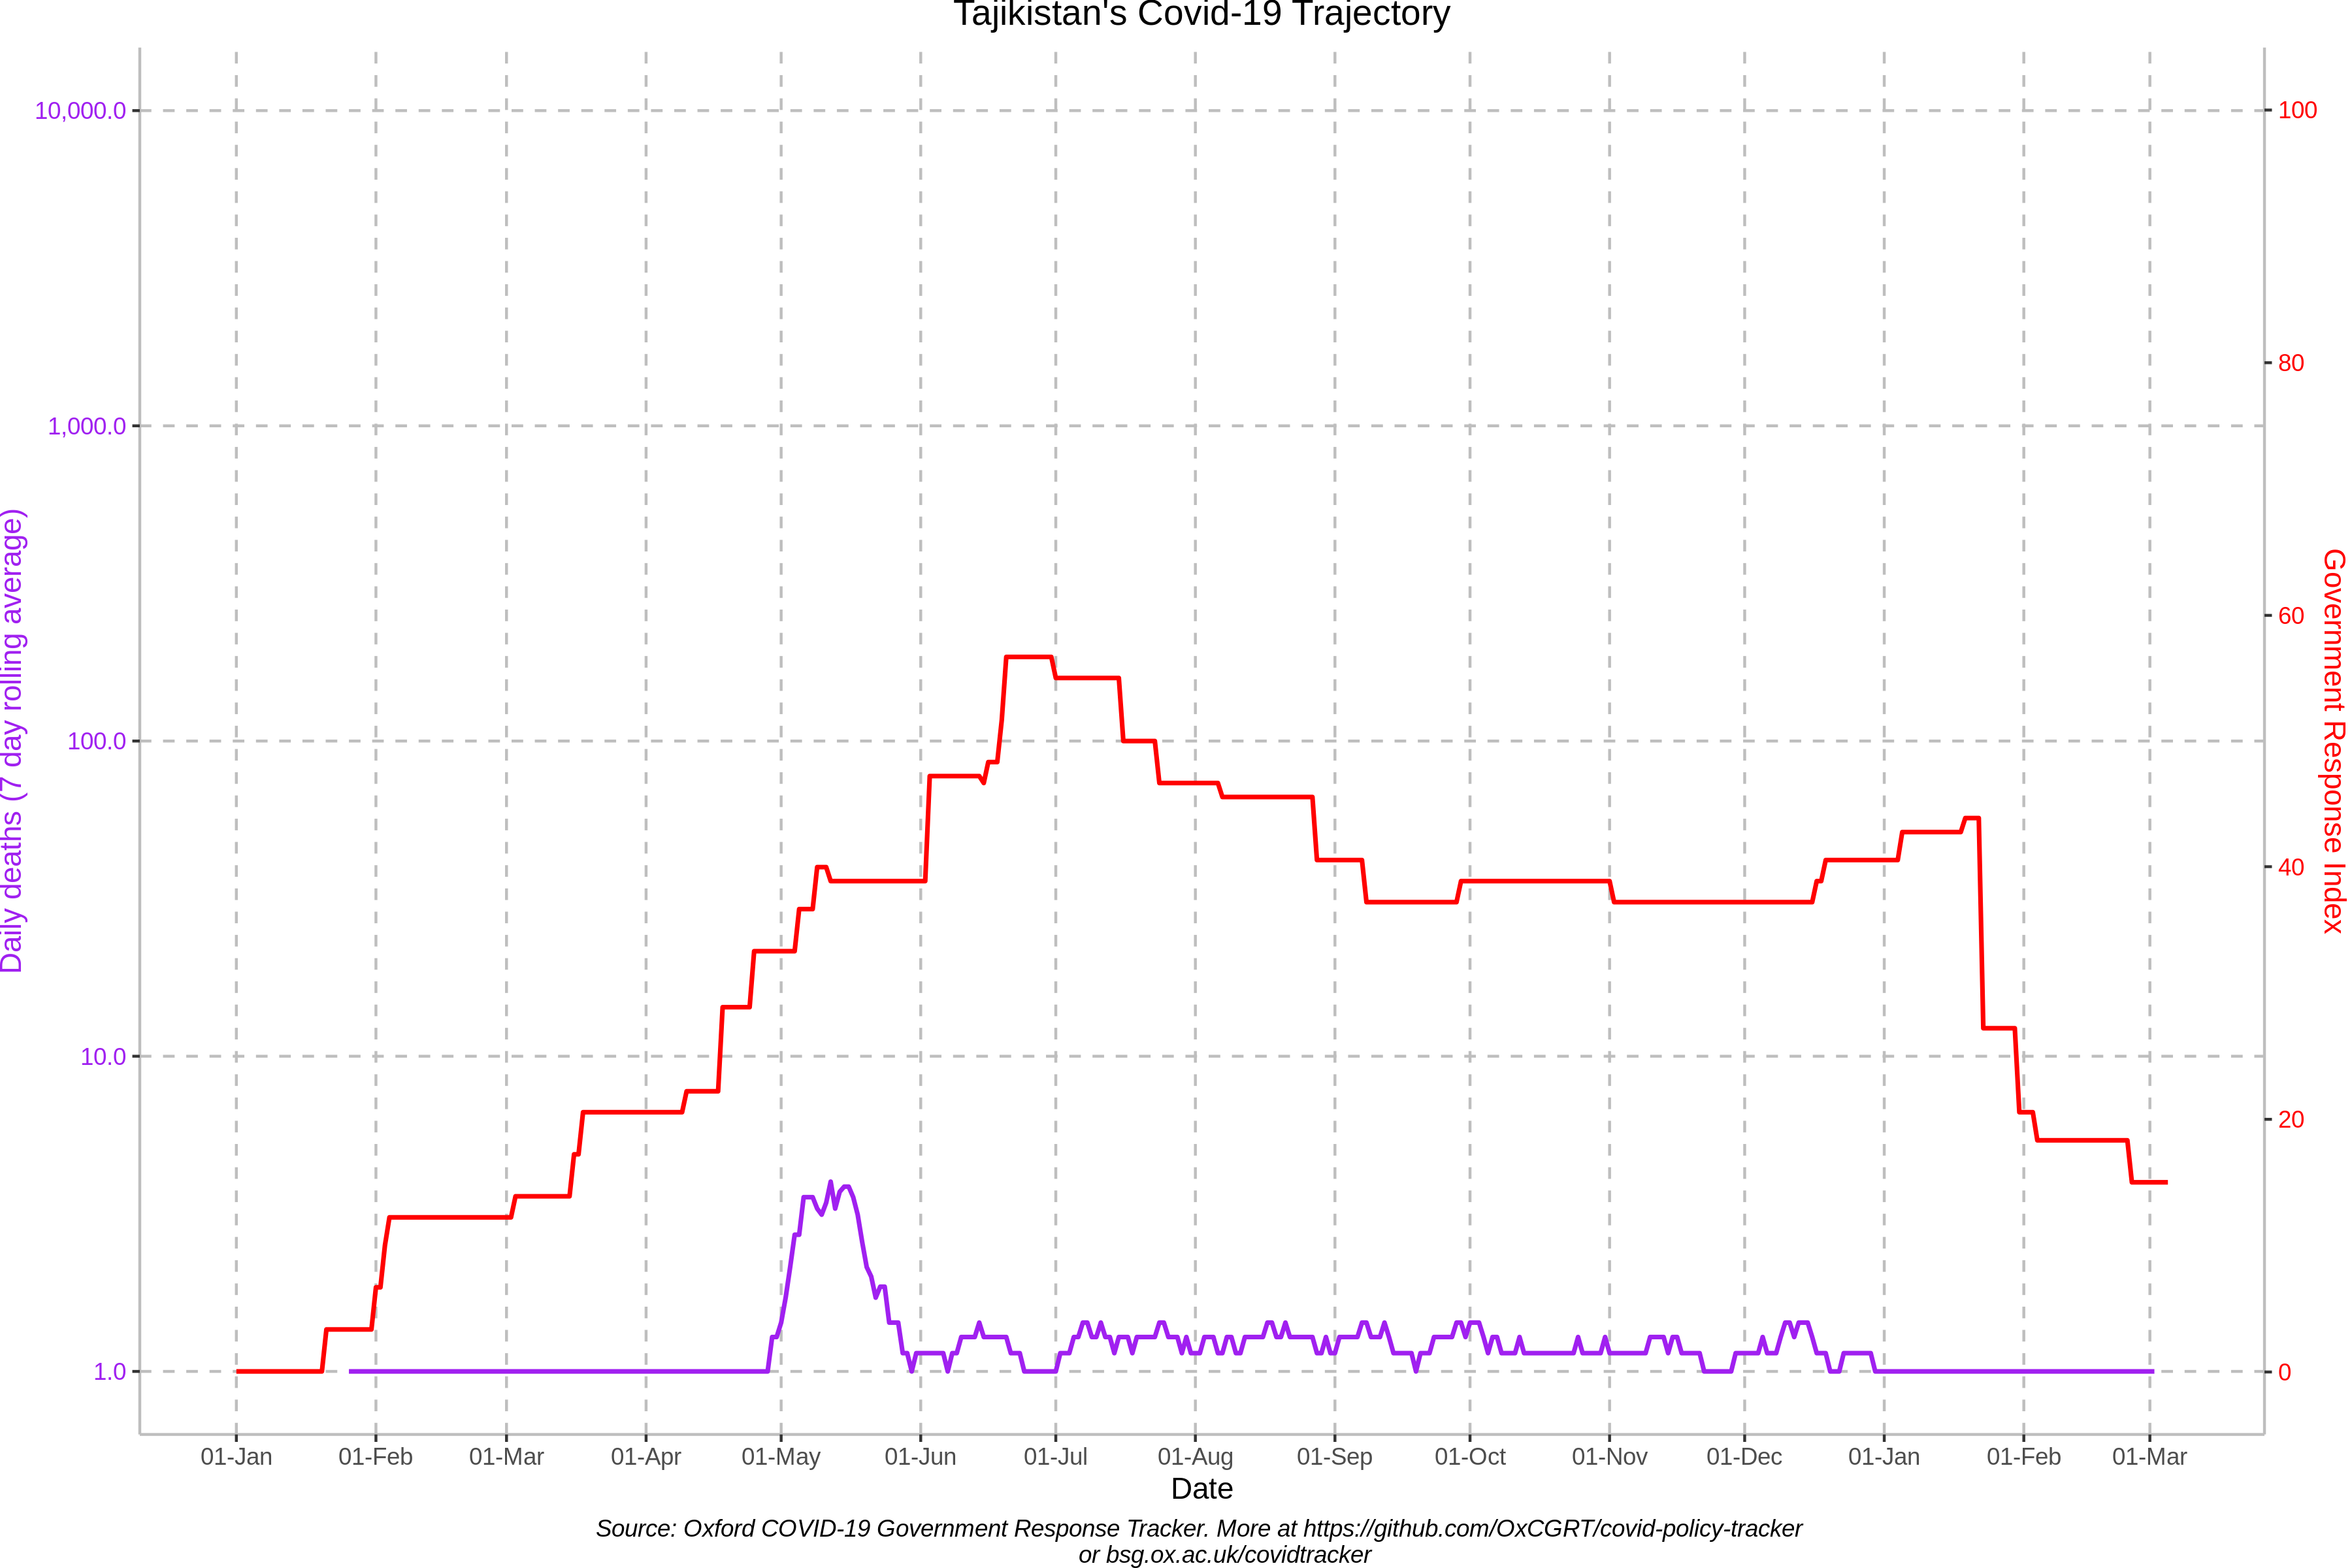 Tajikistan's Covid-19 Trajectory
10,000.0
1,000.0
100.0
10.0
1.0
Daily deaths (7 day rolling average)
100
80
60
40
20
0
Government Response Index
01-Jan 01-Feb 01-Mar 01-Apr 01-May 01-Jun 01-Jul 01-Aug 01-Sep 01-Oct 01-Nov 01-Dec 01-Jan 01-Feb 01-Mar
Date
Source: Oxford COVID-19 Government Response Tracker. More at https://github.com/OxCGRT/covid-policy-tracker
or bsg.ox.ac.uk/covidtracker